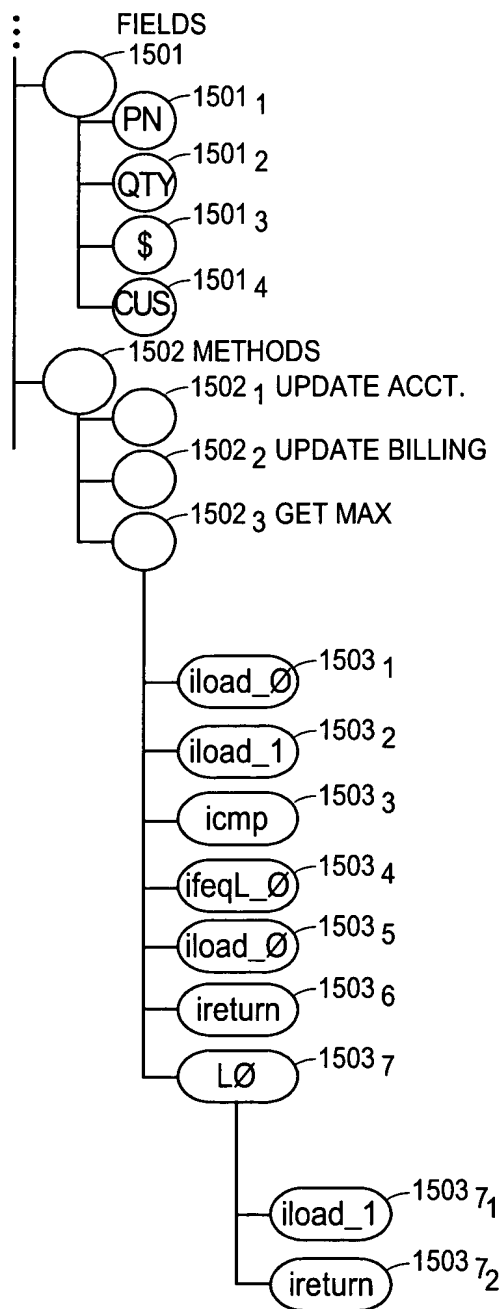 FIELDS
1501
PN 1501 1
QTY 1501 2
$ 1501 3
CUS. 1501 4
1502 METHODS
1502 1 UPDATE ACCT.
1502 2 UPDATE BILLING
1502 3 GET MAX
iload_Ø 1503 1
iload_1 1503 2
icmp 1503 3
ifeqL_Ø 1503 4
iload_Ø 1503 5
ireturn 1503 6
LØ 1503 7
iload_1 1503 7 1
ireturn 1503 7 2